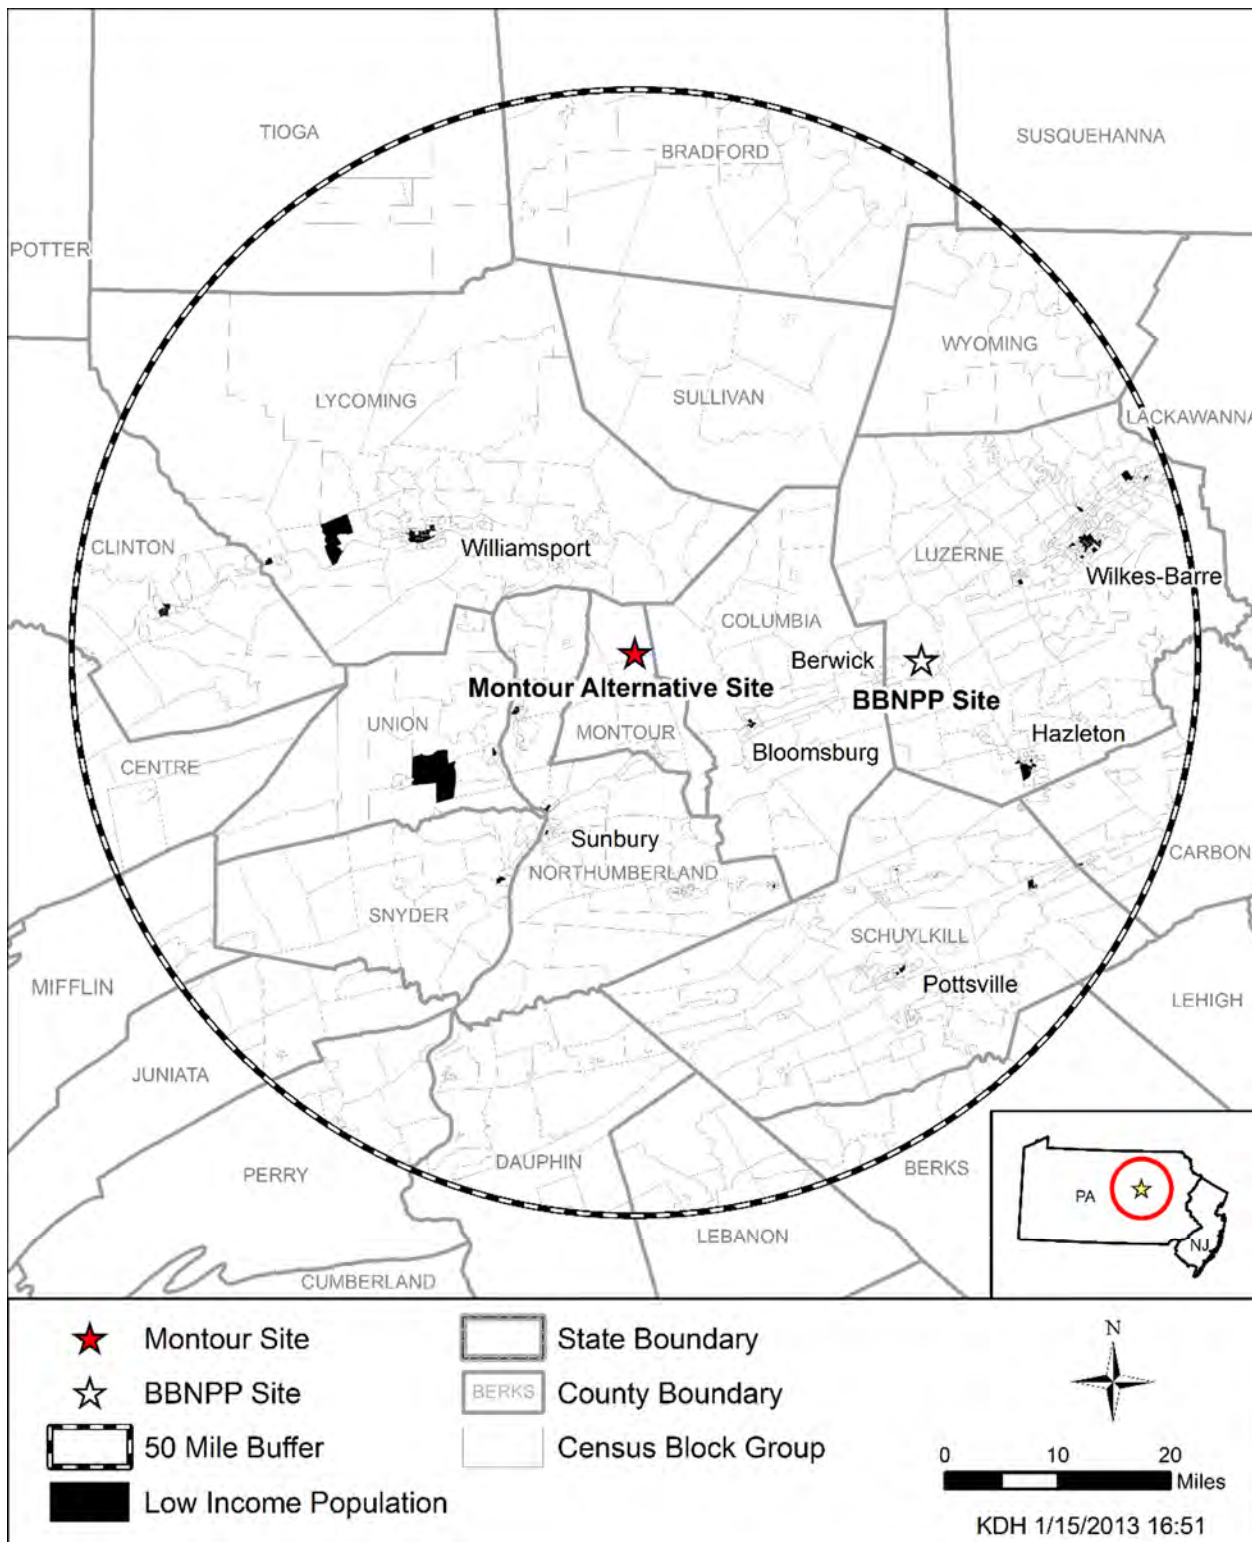 TIOGA
SUSQUEHANNA
BRADFORD
POTTER
WYOMING
SULLIVAN
LYCOMING
LACKAWANNA
CLINTON
Williamsport
LUZERNE
Wilkes-Barre
COLUMBIA
Berwick
Montour Alternative Site
BBNPP Site
UNION
MONTOUR
Hazleton
Bloomsburg
CENTRE
Sunbury
CARBON
NORTHUMBERLAND
SNYDER
SCHUYLKILL
Pottsville
MIFFLIN
LEHIGH
JUNIATA
DAUPHIN
BERKS
PERRY
LEBANON
CUMBERLAND
PA
NJ
Montour Site
State Boundary
N
BBNPP Site
BERKS
County Boundary
50 Mile Buffer
Census Block Group
0 10 20
Miles
Low Income Population
KDH 1/15/2013 16:51